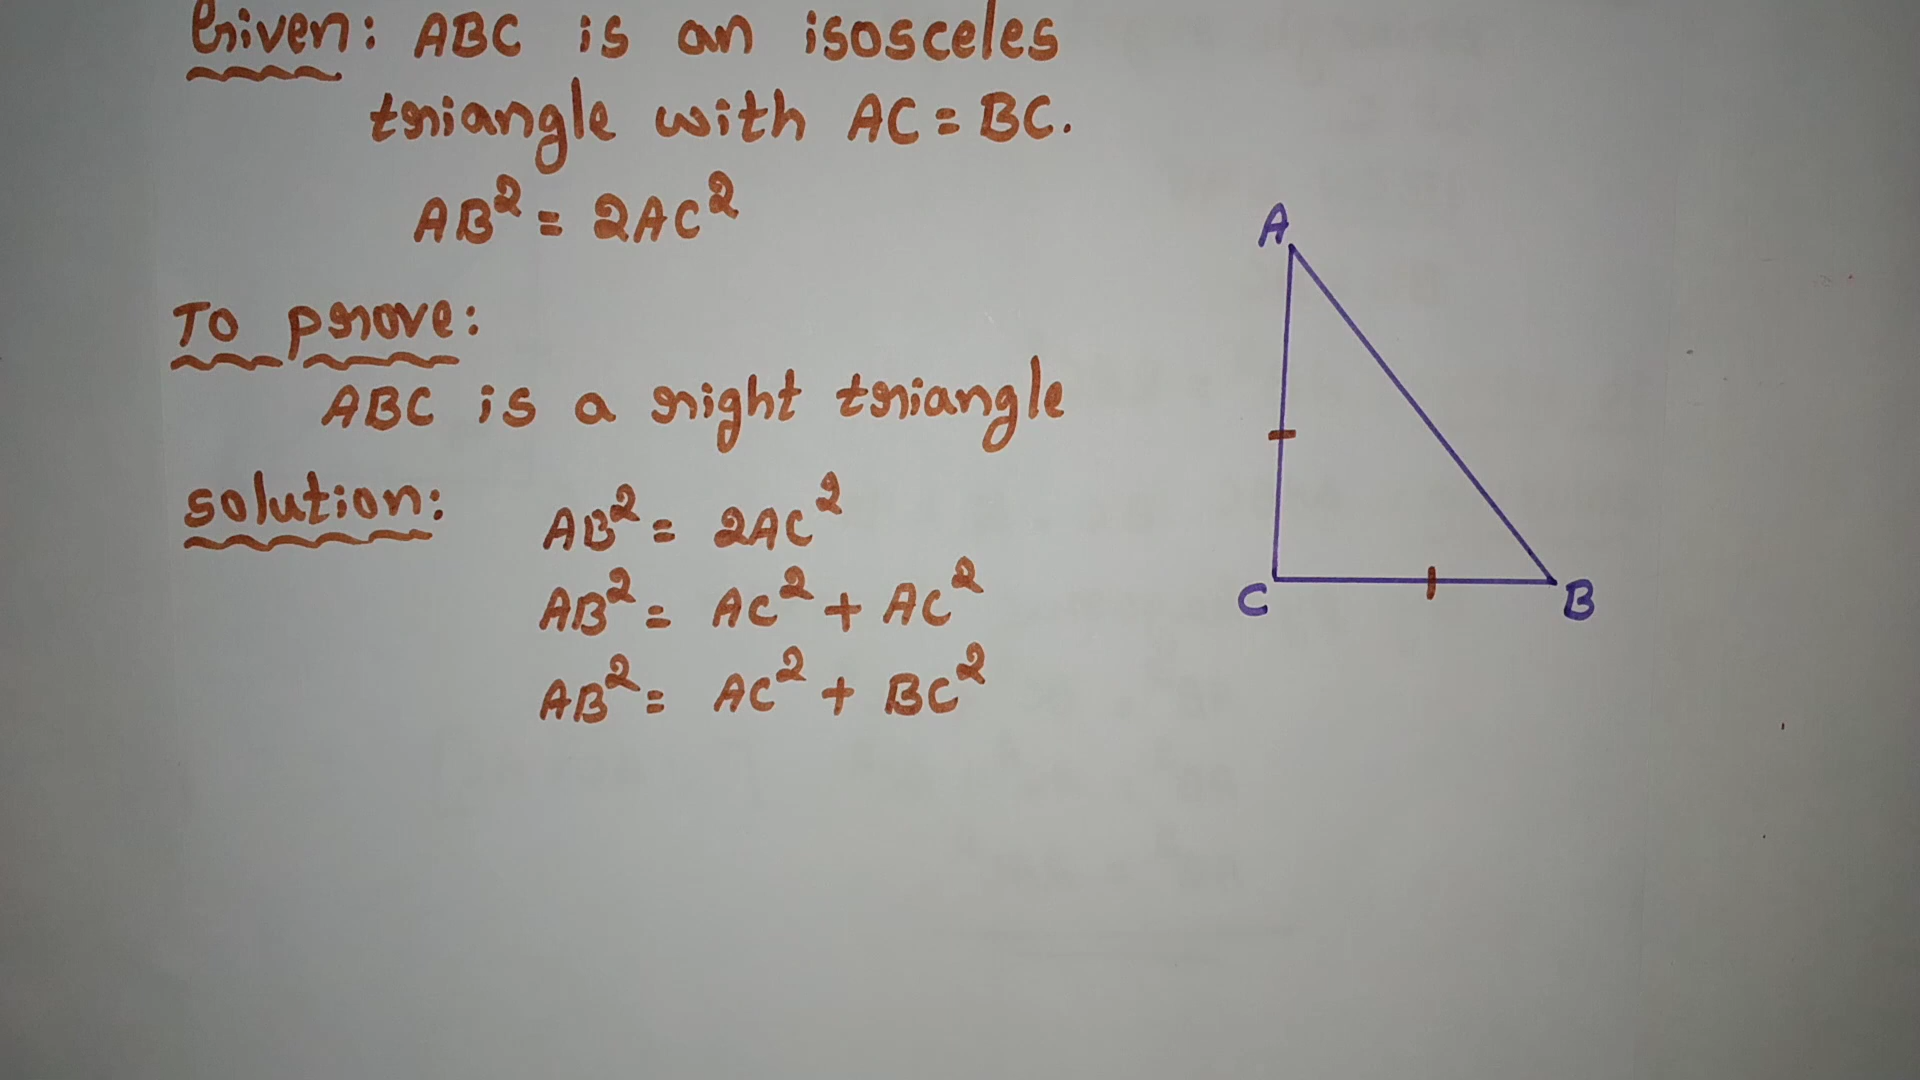 Given: ABC is an isosceles
triangle with AC = BC.
AB² = 2AC²
To prove:
ABC is a right triangle
solution: AB² = 2AC²
AB² = AC² + AC²
AB² = AC² + BC²
A
C
B